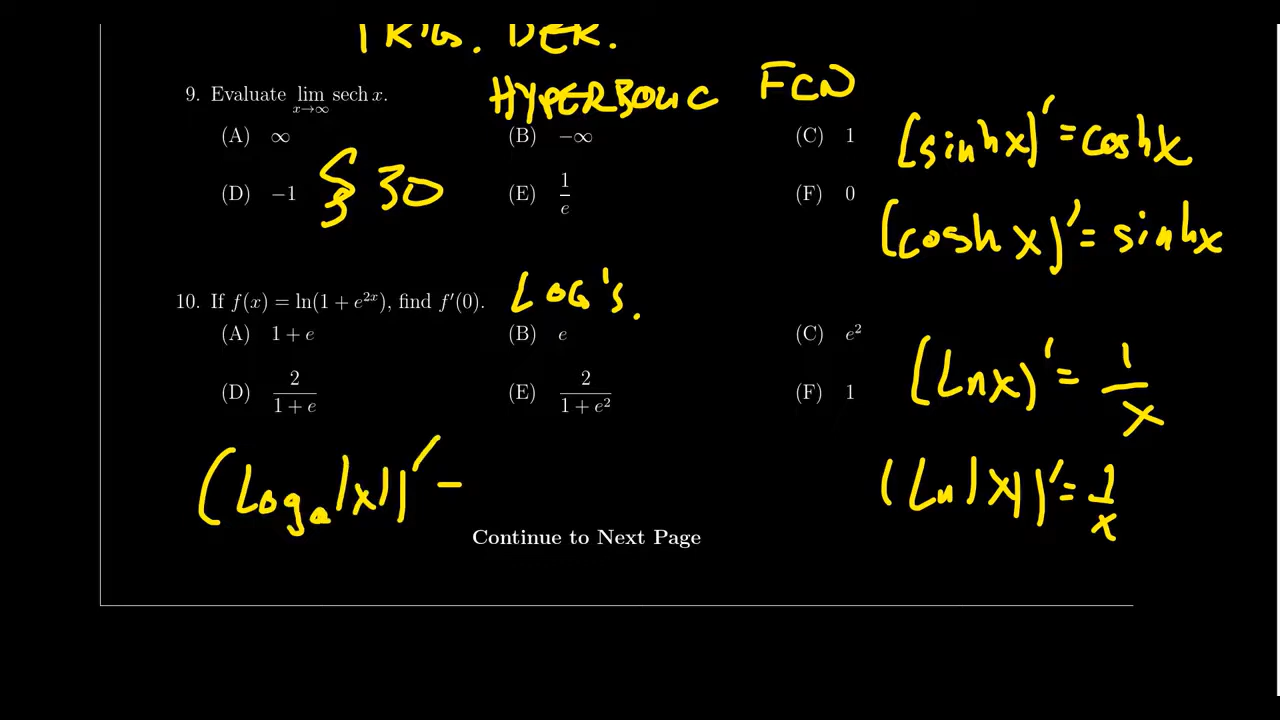 TRIG. DER.
9. Evaluate lim x→∞ sech x.
HYPERBOLIC FCN
(A) ∞ (B) −∞ (C) 1
(sinh x)' = cosh x
(D) −1 (E) 1/e (F) 0
§ 30
(cosh x)' = sinh x
10. If f(x) = ln(1 + e^{2x}), find f′(0).
LOG's.
(A) 1 + e (B) e (C) e²
(D) 2/(1 + e) (E) 2/(1 + e²) (F) 1
(Ln x)' = 1/x
(Log_a |x|)' =
(Ln |x|)' = 1/x
Continue to Next Page